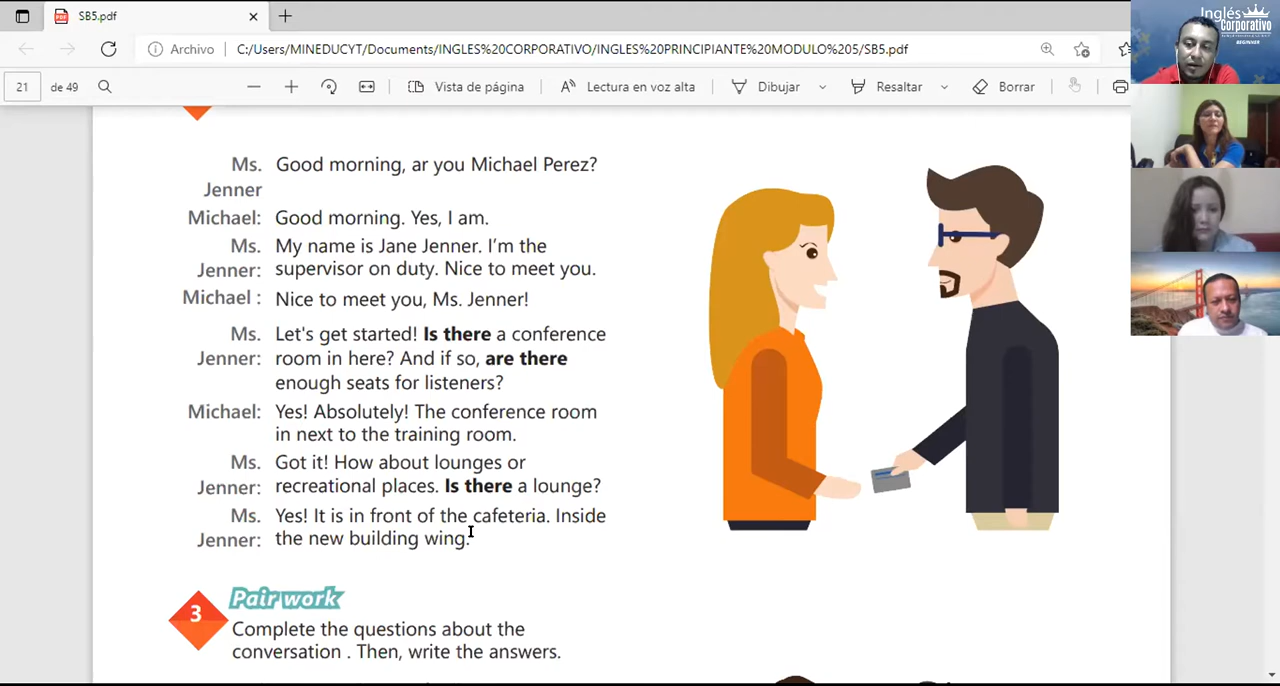 SB5.pdf
Archivo
C:/Users/MINEDUCYT/Documents/INGLES%20CORPORATIVO/INGLES%20PRINCIPIANTE%20MODULO%205/SB5.pdf
21 de 49
Vista de página
Lectura en voz alta
Dibujar
Resaltar
Borrar
Inglés
Corporativo
BEGINNER
Ms. Good morning, ar you Michael Perez?
Jenner
Michael: Good morning. Yes, I am.
Ms. My name is Jane Jenner. I'm the
Jenner: supervisor on duty. Nice to meet you.
Michael : Nice to meet you, Ms. Jenner!
Ms. Let's get started! Is there a conference
Jenner: room in here? And if so, are there
enough seats for listeners?
Michael: Yes! Absolutely! The conference room
in next to the training room.
Ms. Got it! How about lounges or
Jenner: recreational places. Is there a lounge?
Ms. Yes! It is in front of the cafeteria. Inside
Jenner: the new building wing.
3 Pair work
Complete the questions about the
conversation . Then, write the answers.